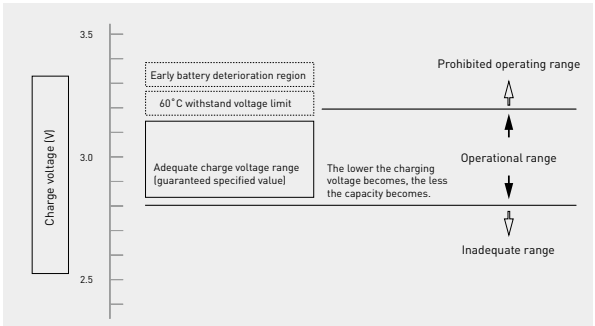 3.5
Prohibited operating range
Early battery deterioration region
60˚C withstand voltage limit
Charge voltage (V)
3.0
Adequate charge voltage range
(guaranteed specified value)
The lower the charging
voltage becomes, the less
the capacity becomes.
Operational range
Inadequate range
2.5